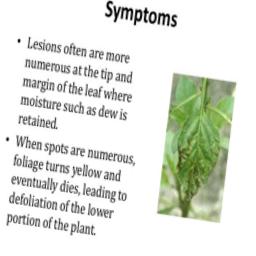 Symptoms
• Lesions often are more
numerous at the tip and
margin of the leaf where
moisture such as dew is
retained.
• When spots are numerous,
foliage turns yellow and
eventually dies, leading to
defoliation of the lower
portion of the plant.